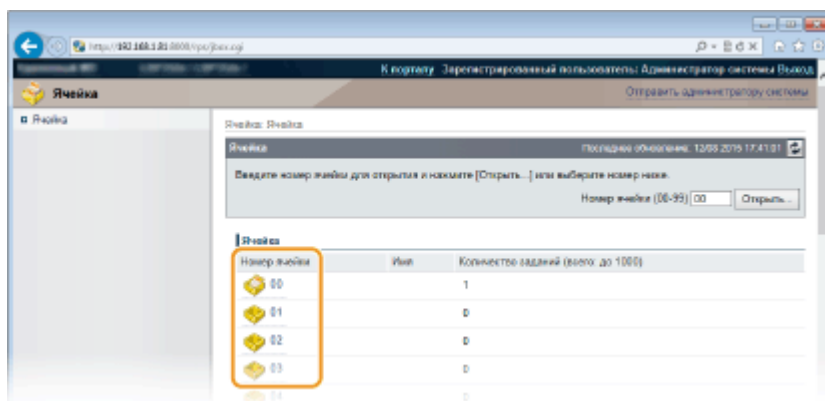 http://192.168.1.81:8000/rps/jbox.cgi
К порталу Зарегистрированный пользователь: Администратор системы Выход
Ячейка
Отправить администратору системы
Ячейка
Ячейка: Ячейка
Ячейка
Последнее обновление: 12/08 2015 17:41:01
Введите номер ячейки для открытия и нажмите [Открыть...] или выберите номер ниже.
Номер ячейки (00-99) 00 Открыть...
Ячейка
Номер ячейки Имя Количество заданий (всего: до 1000)
00 1
01 0
02 0
03 0
04 0